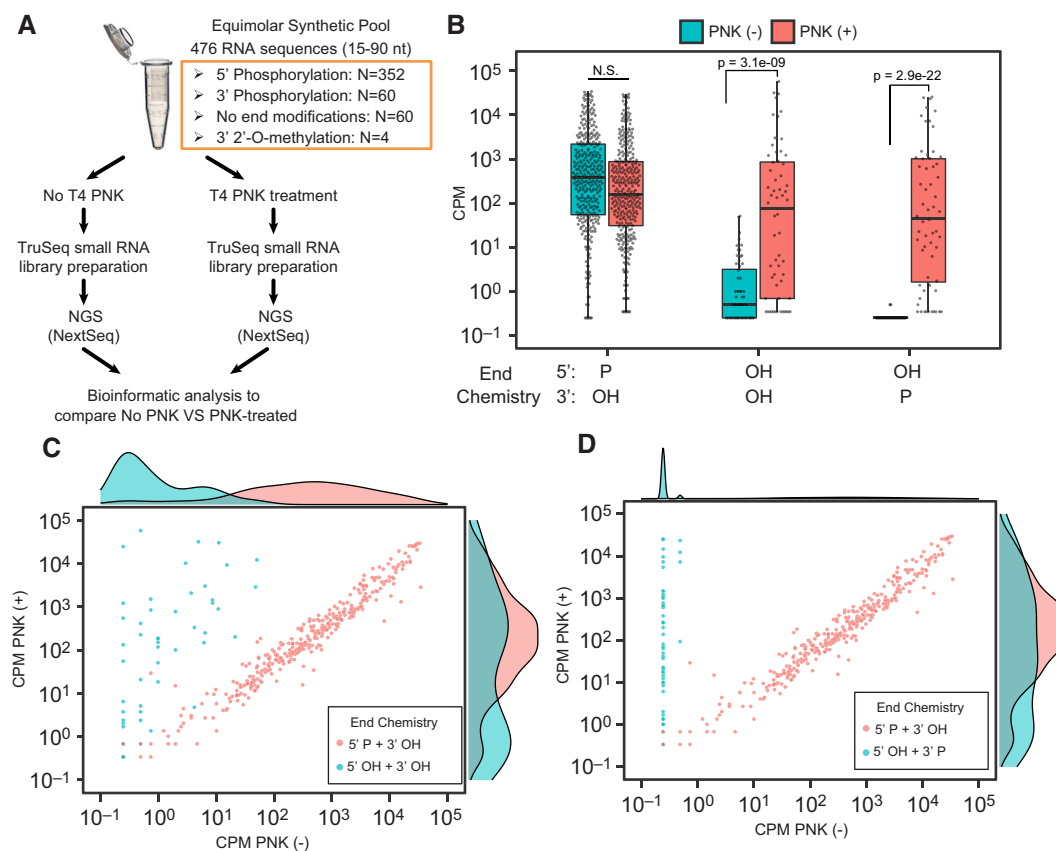 A
Equimolar Synthetic Pool
476 RNA sequences (15-90 nt)
➢ 5' Phosphorylation: N=352
➢ 3' Phosphorylation: N=60
➢ No end modifications: N=60
➢ 3' 2'-O-methylation: N=4
No T4 PNK
T4 PNK treatment
TruSeq small RNA
library preparation
TruSeq small RNA
library preparation
NGS
(NextSeq)
NGS
(NextSeq)
Bioinformatic analysis to
compare No PNK VS PNK-treated
B
PNK (-) PNK (+)
N.S.
p = 3.1e-09
p = 2.9e-22
CPM
10⁵
10⁴
10³
10²
10¹
10⁰
10⁻¹
End
Chemistry
5': P OH OH
3': OH OH P
C
CPM PNK (+)
10⁵
10⁴
10³
10²
10¹
10⁰
10⁻¹
End Chemistry
5' P + 3' OH
5' OH + 3' OH
10⁻¹ 10⁰ 10¹ 10² 10³ 10⁴ 10⁵
CPM PNK (-)
D
CPM PNK (+)
10⁵
10⁴
10³
10²
10¹
10⁰
10⁻¹
End Chemistry
5' P + 3' OH
5' OH + 3' P
10⁻¹ 10⁰ 10¹ 10² 10³ 10⁴ 10⁵
CPM PNK (-)